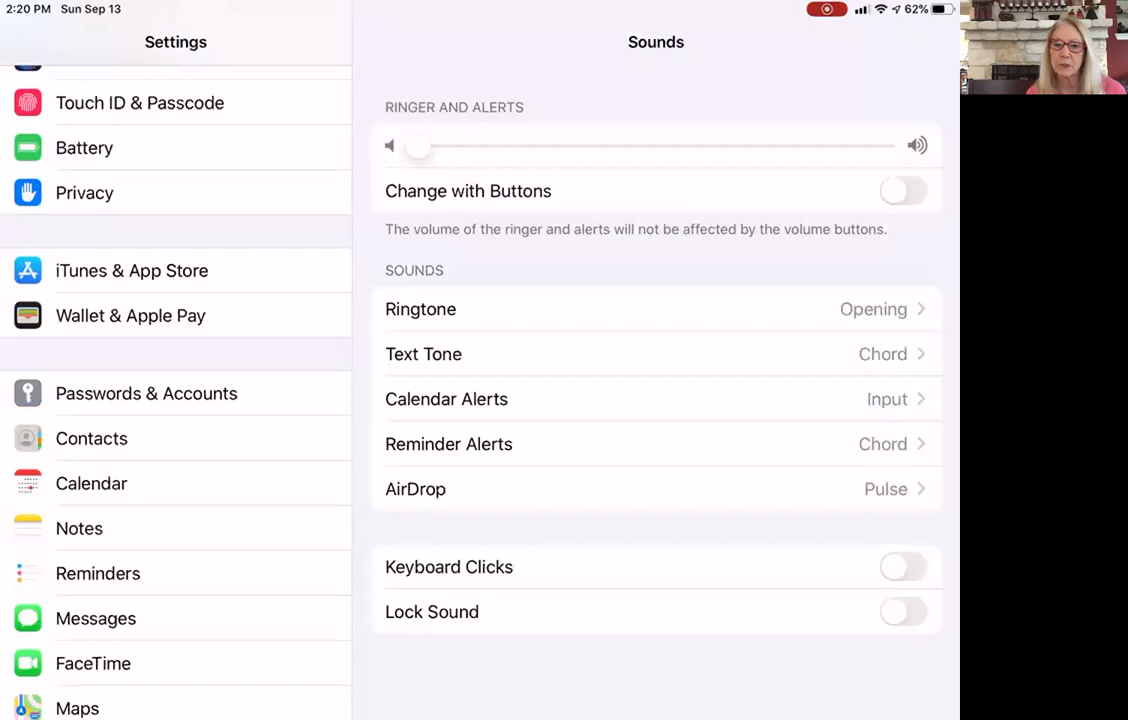 2:20 PM Sun Sep 13
62%
Settings
Touch ID & Passcode
Battery
Privacy
iTunes & App Store
Wallet & Apple Pay
Passwords & Accounts
Contacts
Calendar
Notes
Reminders
Messages
FaceTime
Maps
Sounds
RINGER AND ALERTS
Change with Buttons
The volume of the ringer and alerts will not be affected by the volume buttons.
SOUNDS
Ringtone Opening
Text Tone Chord
Calendar Alerts Input
Reminder Alerts Chord
AirDrop Pulse
Keyboard Clicks
Lock Sound